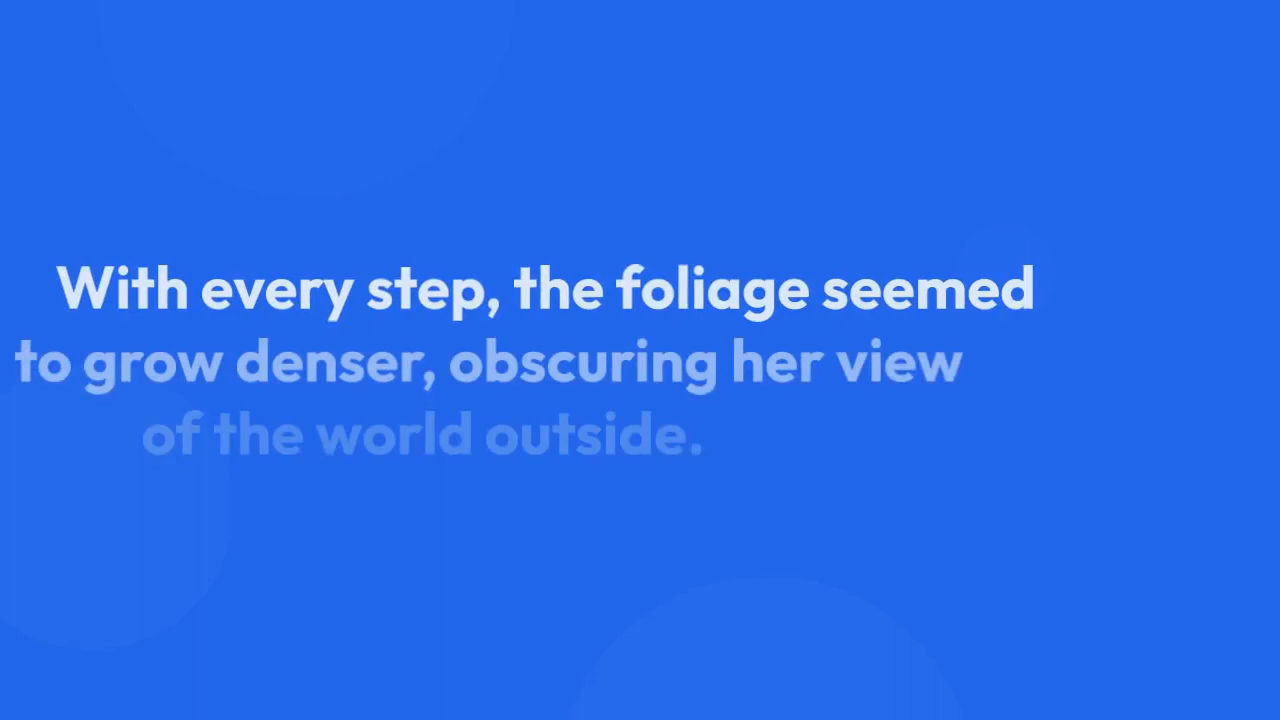 With every step, the foliage seemed
to grow denser, obscuring her view
of the world outside.